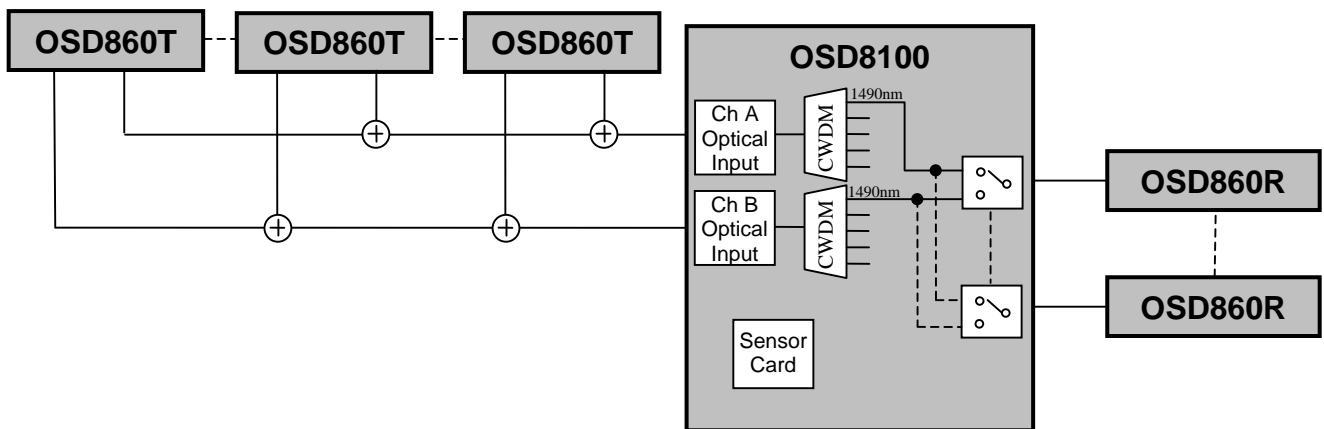 OSD860T
OSD860T
OSD860T
OSD8100
1490nm
Ch A
Optical
Input
CWDM
1490nm
Ch B
Optical
Input
CWDM
Sensor
Card
OSD860R
OSD860R